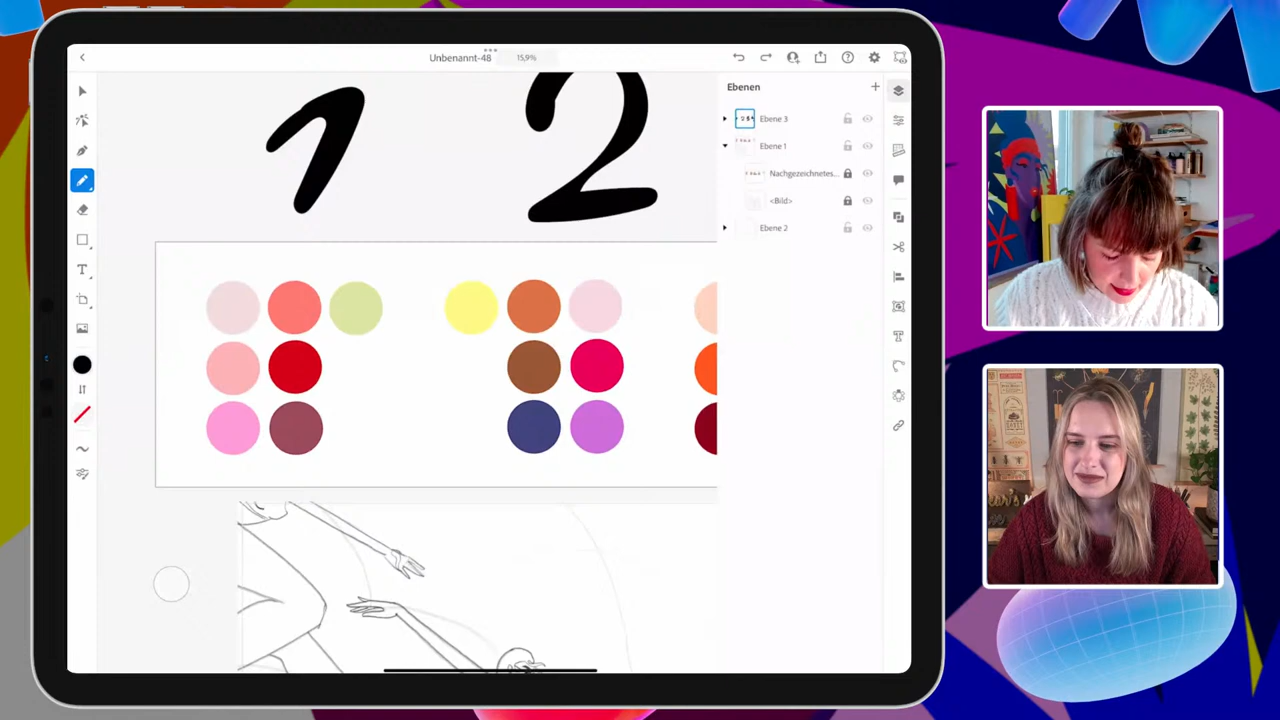 Unbenannt-48
15,9%
1 2
Ebenen
Ebene 3
Ebene 1
Nachgezeichnetes...
<Bild>
Ebene 2